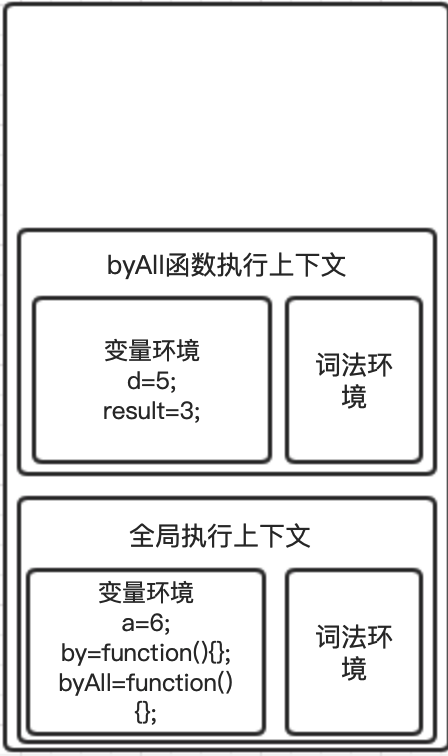 byAll函数执行上下文
变量环境
d=5;
result=3;
词法环
境
全局执行上下文
变量环境
a=6;
by=function(){};
byAll=function()
{};
词法环
境